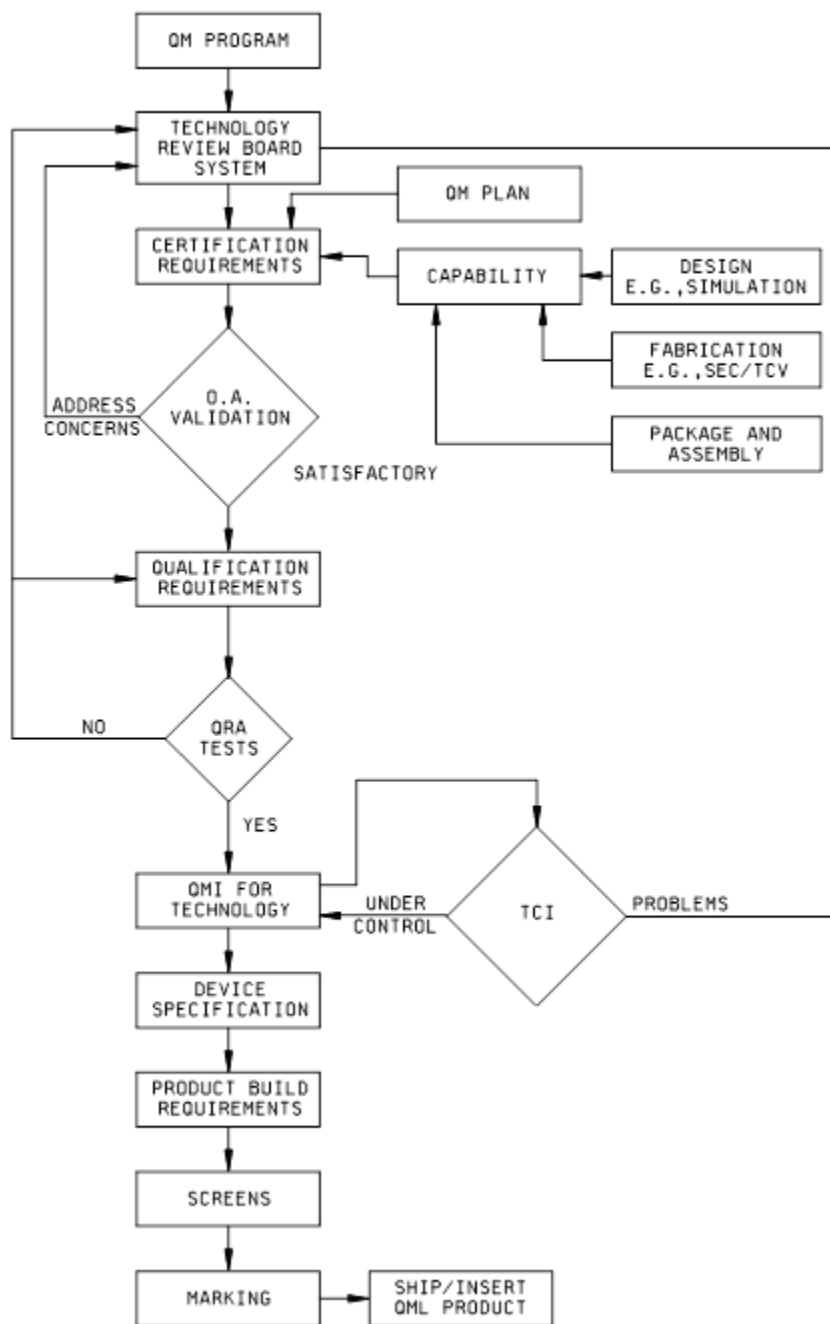 QM PROGRAM
TECHNOLOGY
REVIEW BOARD
SYSTEM
QM PLAN
CERTIFICATION
REQUIREMENTS
CAPABILITY
DESIGN
E.G.,SIMULATION
FABRICATION
E.G.,SEC/TCV
PACKAGE AND
ASSEMBLY
O.A.
VALIDATION
ADDRESS
CONCERNS
SATISFACTORY
QUALIFICATION
REQUIREMENTS
NO
QRA
TESTS
YES
QMI FOR
TECHNOLOGY
UNDER
CONTROL
TCI
PROBLEMS
DEVICE
SPECIFICATION
PRODUCT BUILD
REQUIREMENTS
SCREENS
MARKING
SHIP/INSERT
QML PRODUCT